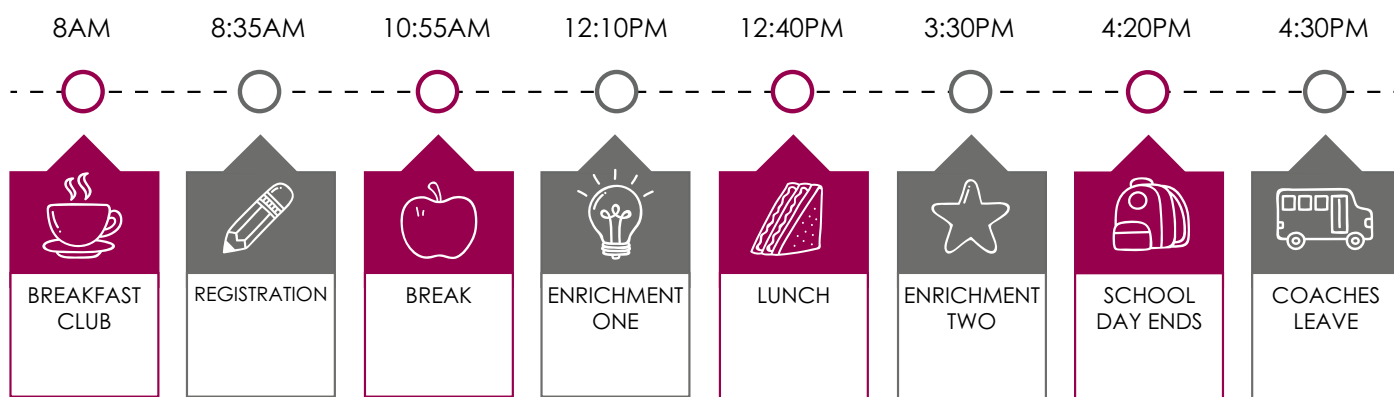 8AM
8:35AM
10:55AM
12:10PM
12:40PM
3:30PM
4:20PM
4:30PM
BREAKFAST
CLUB
REGISTRATION
BREAK
ENRICHMENT
ONE
LUNCH
ENRICHMENT
TWO
SCHOOL
DAY ENDS
COACHES
LEAVE